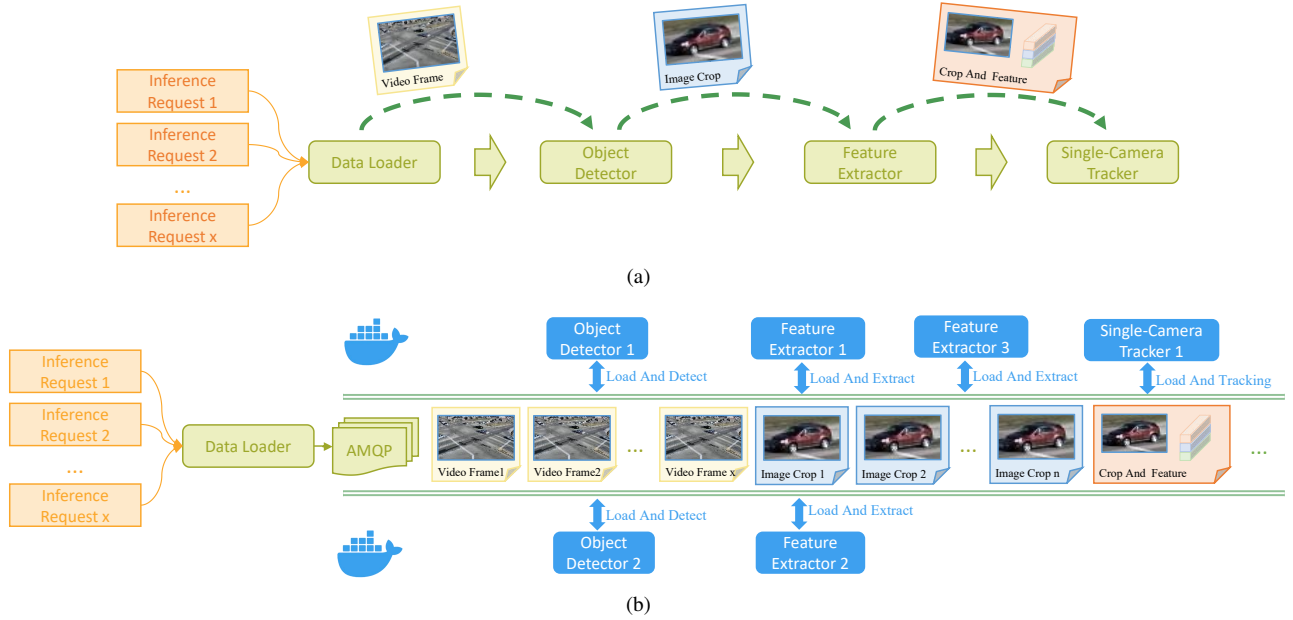 Video Frame
Image Crop
Crop And Feature
Inference
Request 1
Inference
Request 2
...
Inference
Request x
Data Loader
Object
Detector
Feature
Extractor
Single-Camera
Tracker
(a)
Object
Detector 1
Feature
Extractor 1
Feature
Extractor 3
Single-Camera
Tracker 1
Load And Detect
Load And Extract
Load And Extract
Load And Tracking
Inference
Request 1
Inference
Request 2
...
Inference
Request x
Data Loader
AMQP
Video Frame1
Video Frame2
...
Video Frame x
Image Crop 1
Image Crop 2
...
Image Crop n
Crop And Feature
...
Load And Detect
Load And Extract
Object
Detector 2
Feature
Extractor 2
(b)